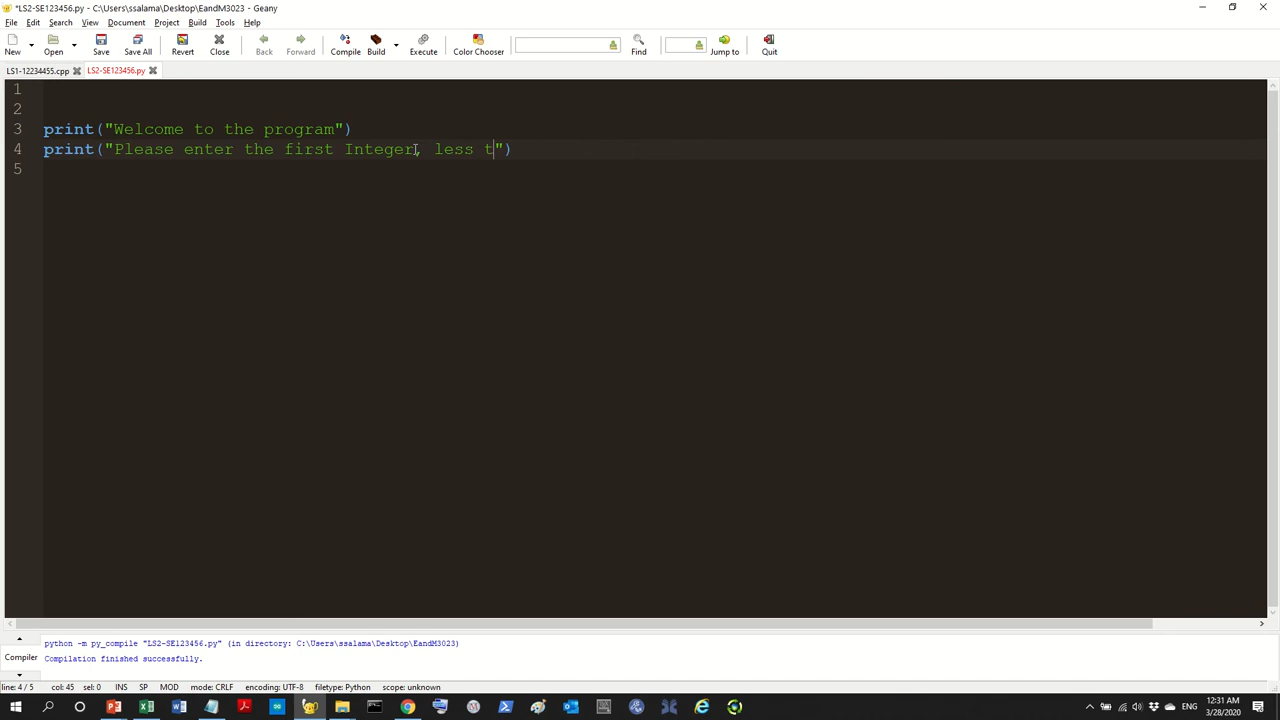 *LS2-SE123456.py - C:\Users\ssalama\Desktop\EandM3023 - Geany
File Edit Search View Document Project Build Tools Help
New Open Save Save All Revert Close Back Forward Compile Build Execute Color Chooser Find Jump to Quit
LS1-12234455.cpp LS2-SE123456.py
1
2
3 print("Welcome to the program")
4 print("Please enter the first Integer, less t")
5
python -m py_compile "LS2-SE123456.py" (in directory: C:\Users\ssalama\Desktop\EandM3023)
Compiler Compilation finished successfully.
line: 4 / 5 col: 45 sel: 0 INS SP MOD mode: CRLF encoding: UTF-8 filetype: Python scope: unknown
12:31 AM
3/28/2020